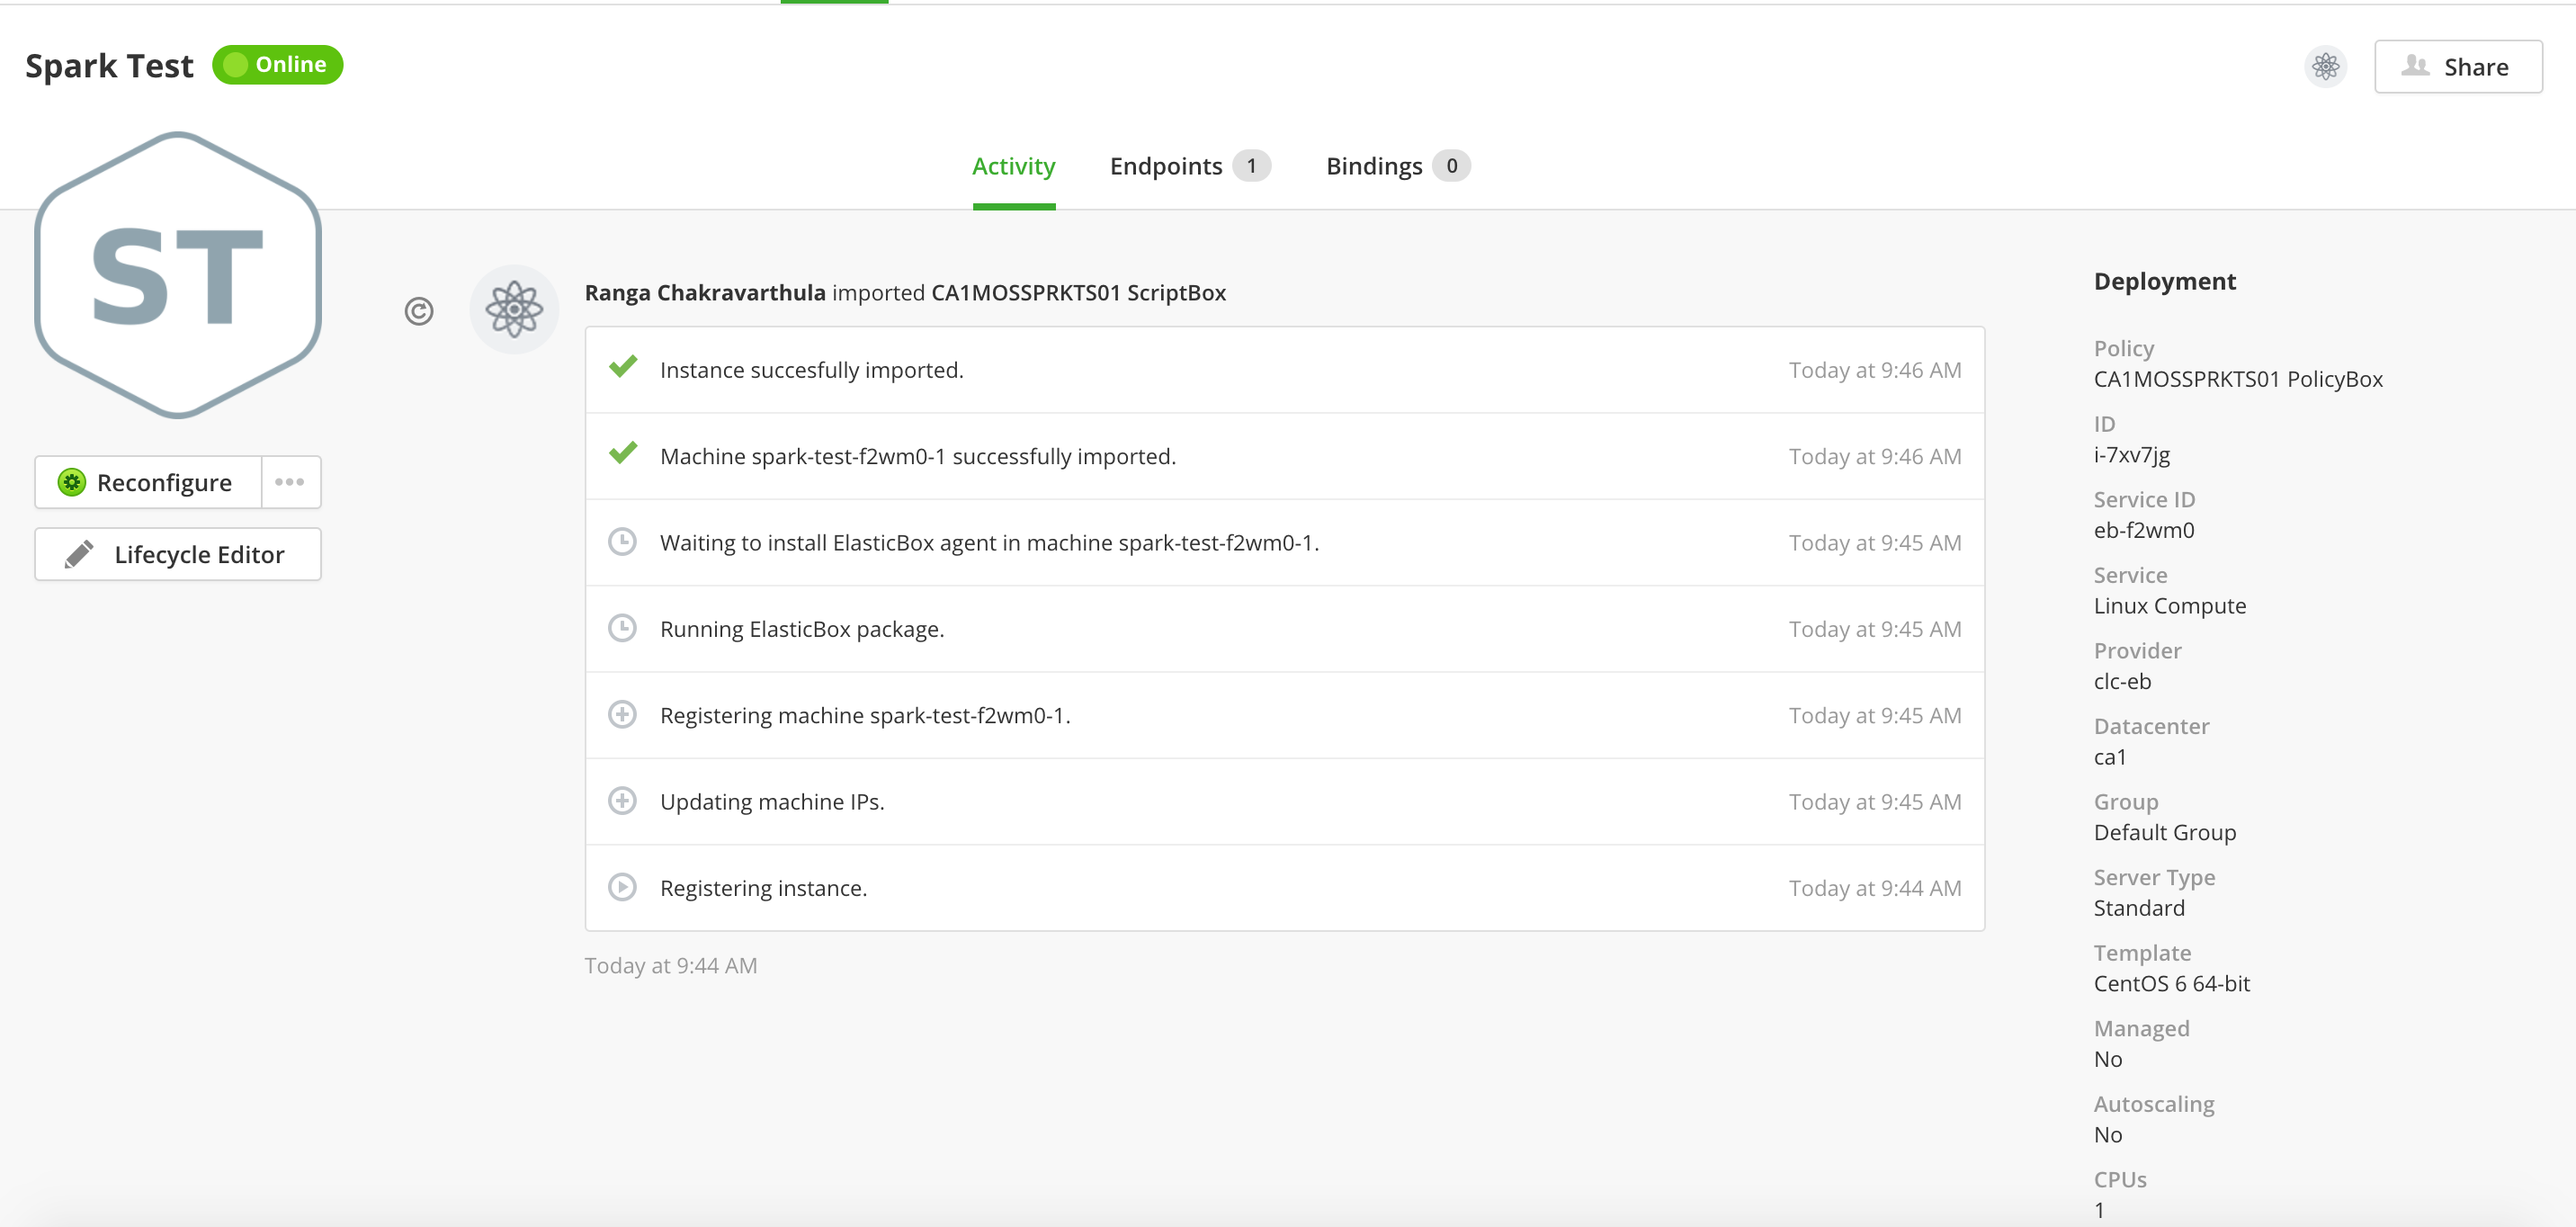 Spark Test
Online
Share
Activity
Endpoints 1
Bindings 0
ST
Reconfigure
Lifecycle Editor
Ranga Chakravarthula imported CA1MOSSPRKTS01 ScriptBox
Instance succesfully imported. Today at 9:46 AM
Machine spark-test-f2wm0-1 successfully imported. Today at 9:46 AM
Waiting to install ElasticBox agent in machine spark-test-f2wm0-1. Today at 9:45 AM
Running ElasticBox package. Today at 9:45 AM
Registering machine spark-test-f2wm0-1. Today at 9:45 AM
Updating machine IPs. Today at 9:45 AM
Registering instance. Today at 9:44 AM
Today at 9:44 AM
Deployment
Policy
CA1MOSSPRKTS01 PolicyBox
ID
i-7xv7jg
Service ID
eb-f2wm0
Service
Linux Compute
Provider
clc-eb
Datacenter
ca1
Group
Default Group
Server Type
Standard
Template
CentOS 6 64-bit
Managed
No
Autoscaling
No
CPUs
1